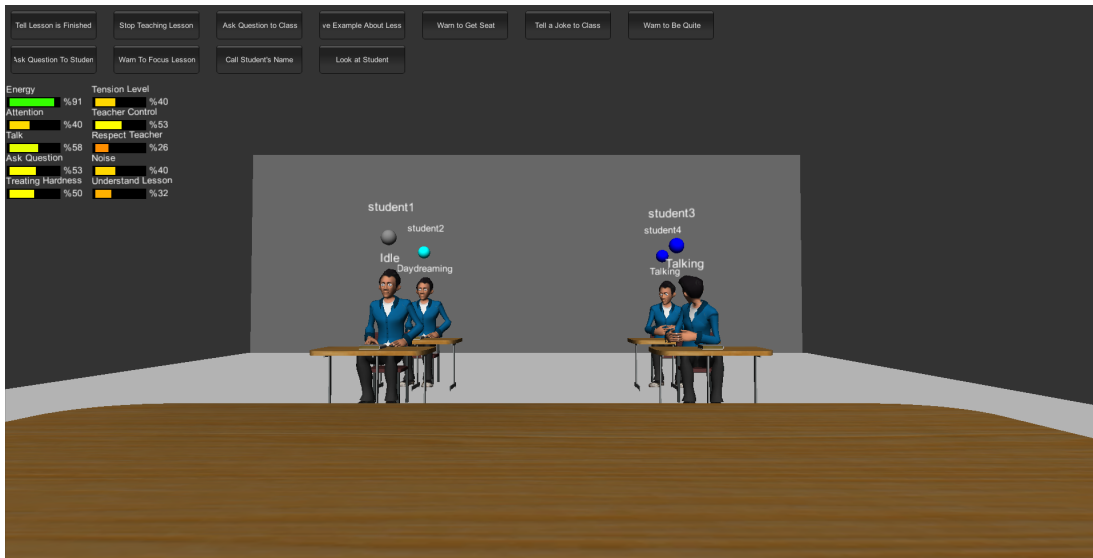 Tell Lesson is Finished
Stop Teaching Lesson
Ask Question to Class
ve Example About Less
Warn to Get Seat
Tell a Joke to Class
Warn to Be Quite
Ask Question To Studen
Warn To Focus Lesson
Call Student's Name
Look at Student
Energy Tension Level
%91 %40
Attention Teacher Control
%40 %53
Talk Respect Teacher
%58 %26
Ask Question Noise
%53 %40
Treating Hardness Understand Lesson
%50 %32
student1
student2
Idle
Daydreaming
student3
student4
Talking
Talking